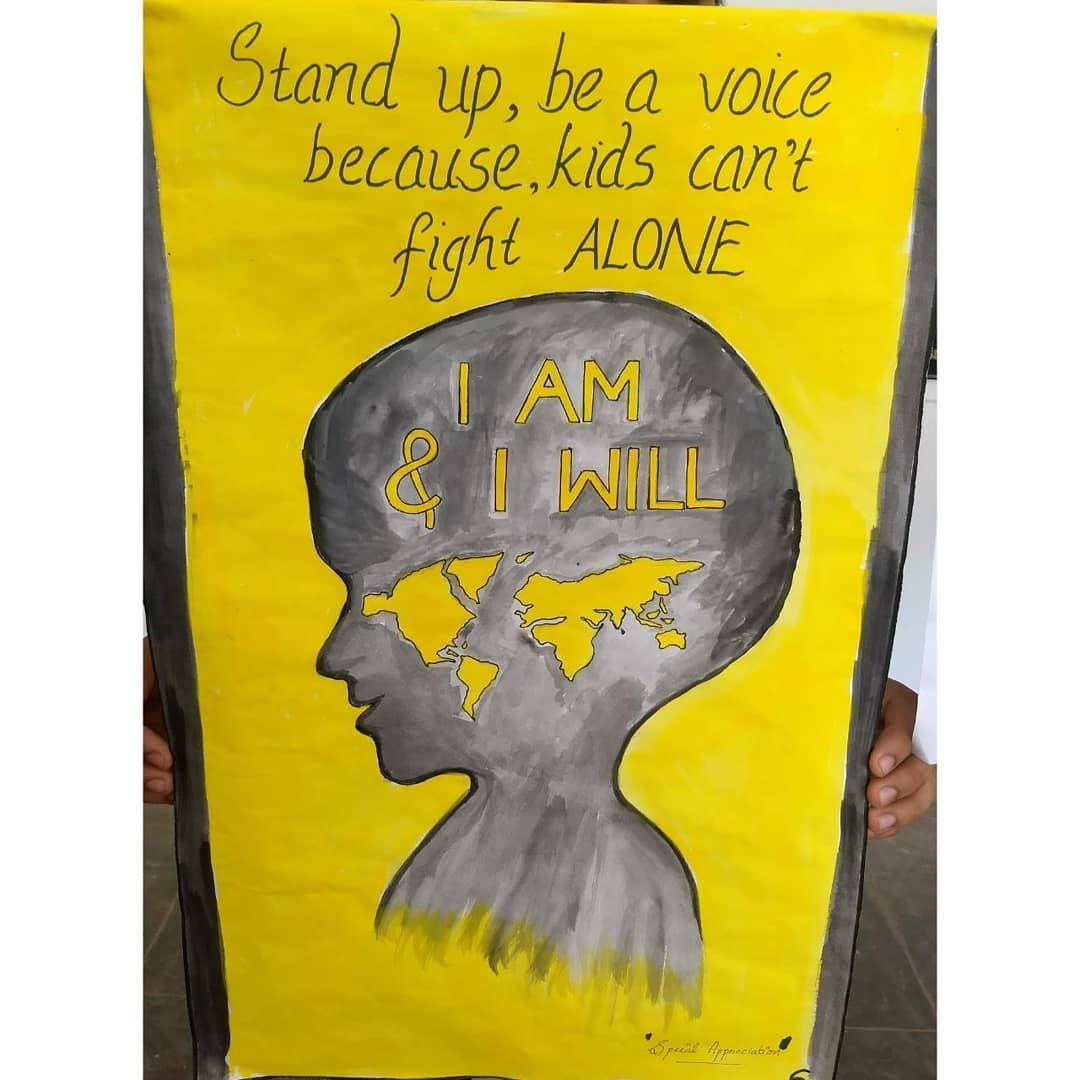 Stand up, be a voice
because, kids can't
fight ALONE
I AM
& I WILL
"Special Appreciation"